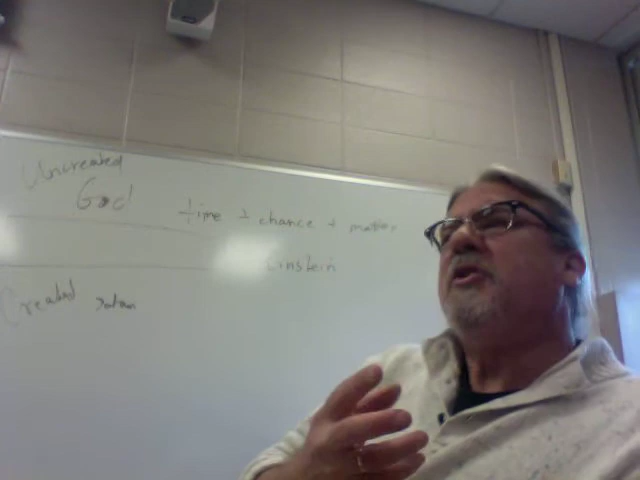 Uncreated
God
time + chance + matter
Einstein
Created Satan